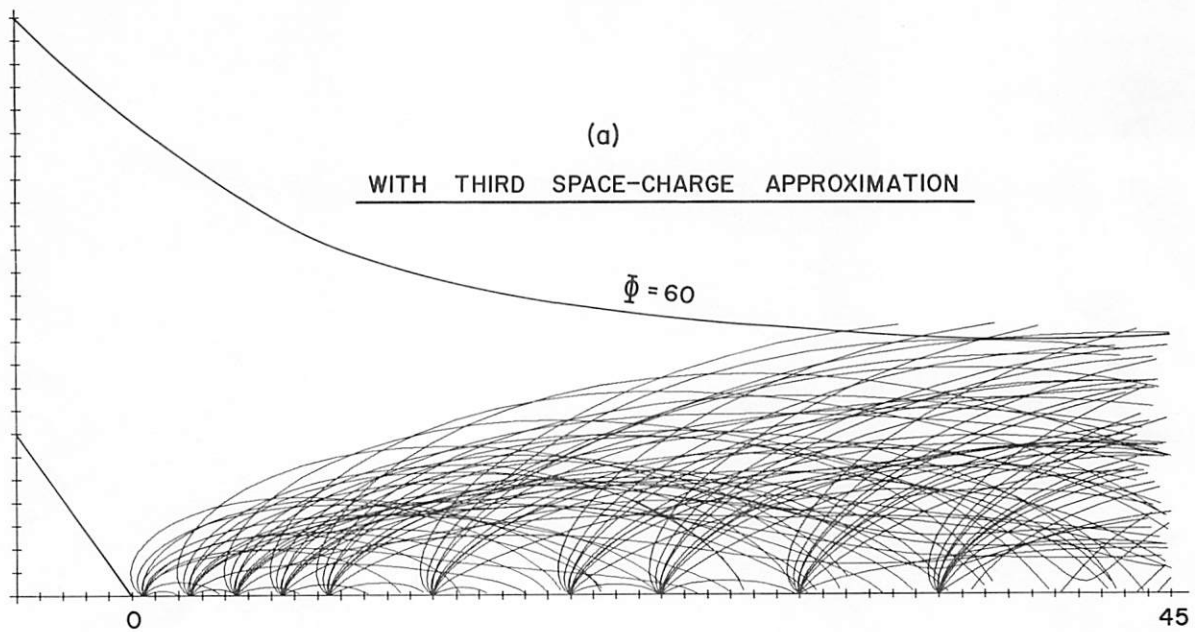 (a)
WITH THIRD SPACE-CHARGE APPROXIMATION
Φ = 60
0
45